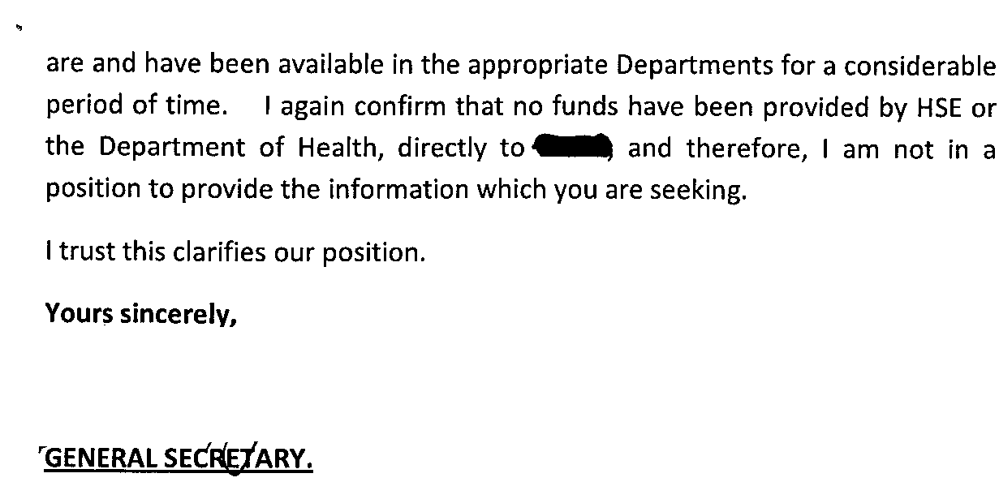 are and have been available in the appropriate Departments for a considerable
period of time. I again confirm that no funds have been provided by HSE or
the Department of Health, directly to , and therefore, I am not in a
position to provide the information which you are seeking.
I trust this clarifies our position.
Yours sincerely,
GENERAL SECRETARY.